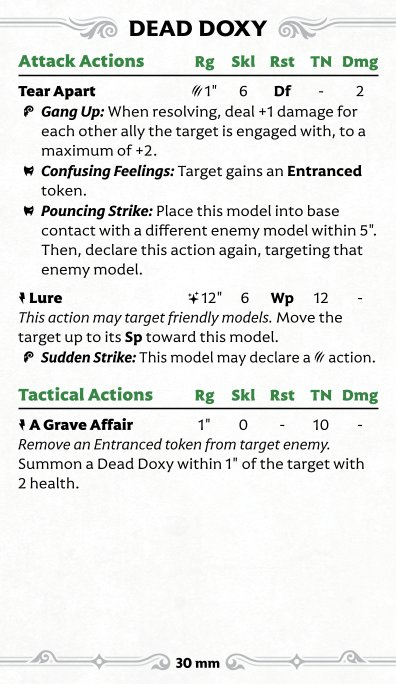 DEAD DOXY
Attack Actions Rg Skl Rst TN Dmg
Tear Apart 1" 6 Df - 2
Gang Up: When resolving, deal +1 damage for
each other ally the target is engaged with, to a
maximum of +2.
Confusing Feelings: Target gains an Entranced
token.
Pouncing Strike: Place this model into base
contact with a different enemy model within 5".
Then, declare this action again, targeting that
enemy model.
Lure 12" 6 Wp 12 -
This action may target friendly models. Move the
target up to its Sp toward this model.
Sudden Strike: This model may declare a action.
Tactical Actions Rg Skl Rst TN Dmg
A Grave Affair 1" 0 - 10 -
Remove an Entranced token from target enemy.
Summon a Dead Doxy within 1" of the target with
2 health.
30 mm